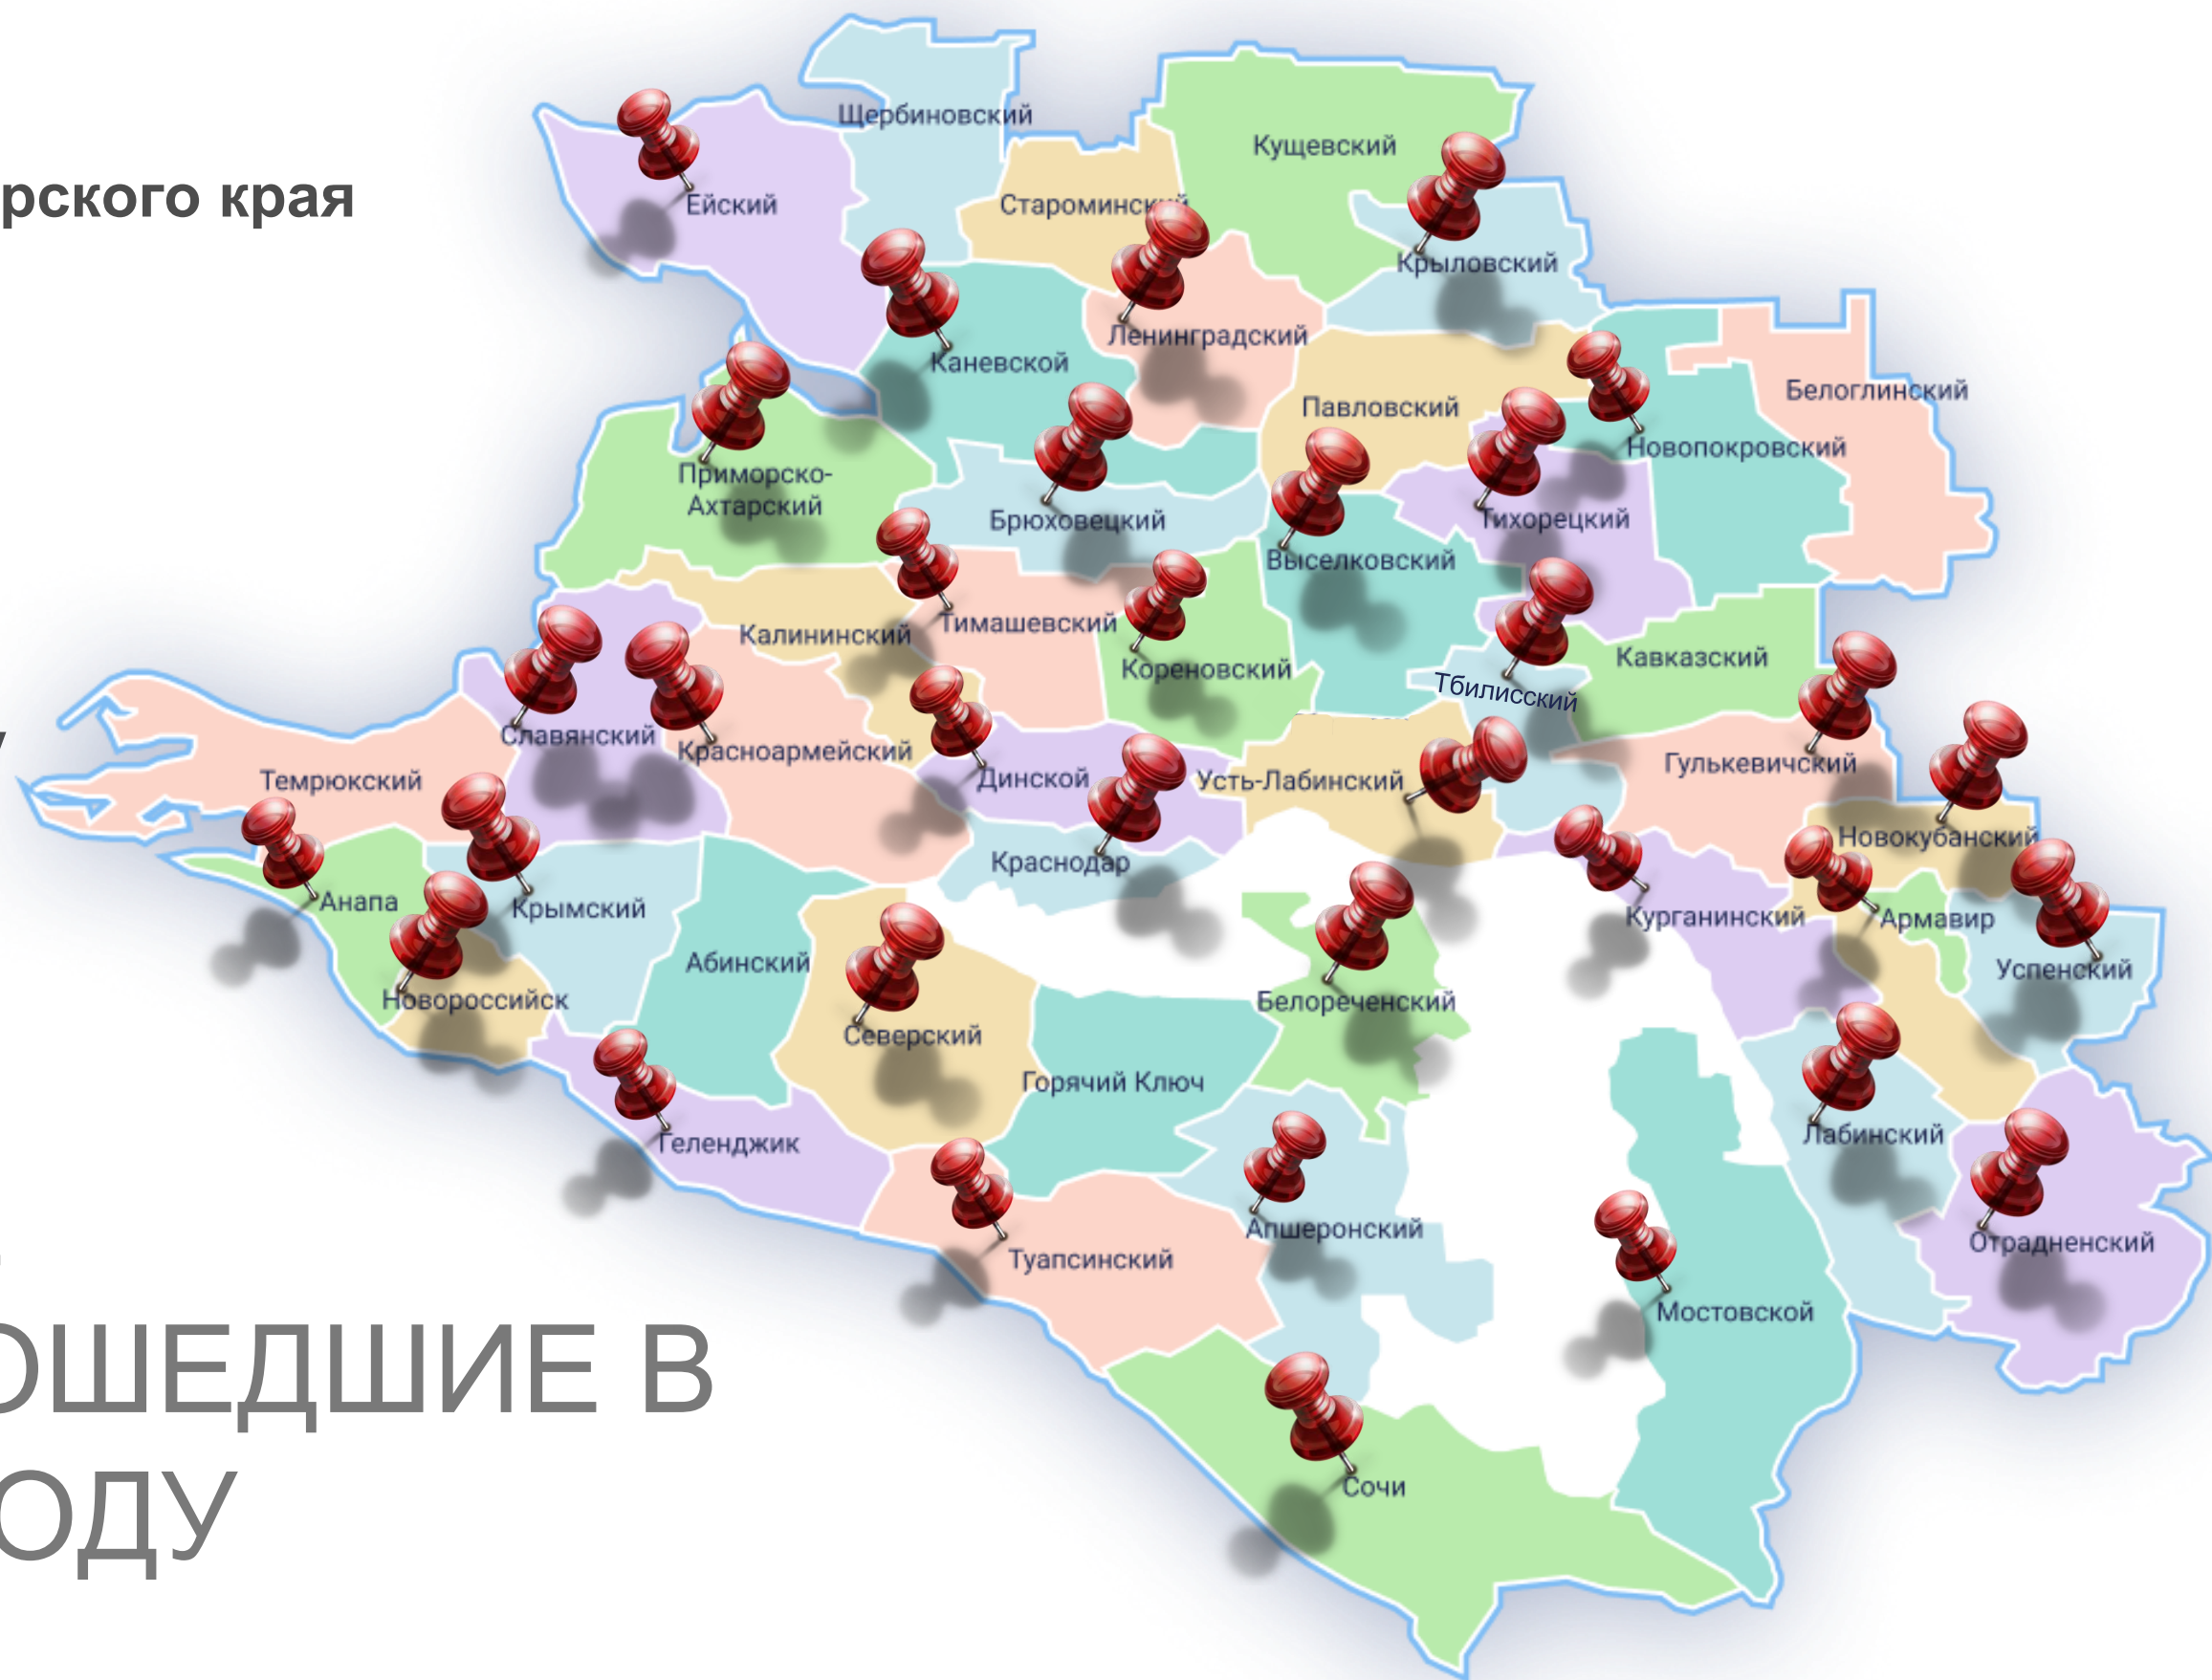 Щербиновский
Кущевский
рского края
Ейский
Староминский
Крыловский
Ленинградский
Каневской
Белоглинский
Павловский
Новопокровский
Приморско-
Ахтарский
Брюховецкий
Тихорецкий
Выселковский
Тимашевский
Калининский
Кавказский
Кореновский
Тбилисский
Славянский
Красноармейский
Гулькевичский
Темрюкский
Динской
Усть-Лабинский
Новокубанский
Краснодар
Анапа
Крымский
Курганинский
Армавир
Абинский
Успенский
Новороссийск
Белореченский
Северский
Горячий Ключ
Лабинский
Геленджик
Апшеронский
Отрадненский
Туапсинский
Мостовской
ОШЕДШИЕ В
Сочи
ОДУ